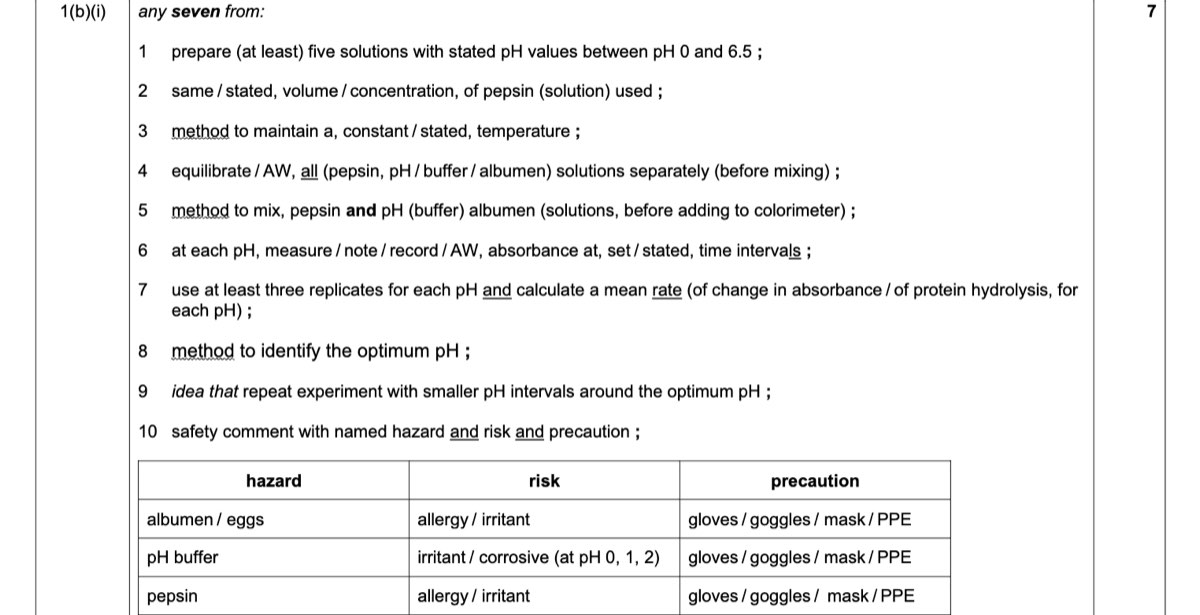 1(b)(i) any seven from: 7
1 prepare (at least) five solutions with stated pH values between pH 0 and 6.5 ;
2 same / stated, volume / concentration, of pepsin (solution) used ;
3 method to maintain a, constant / stated, temperature ;
4 equilibrate / AW, all (pepsin, pH / buffer / albumen) solutions separately (before mixing) ;
5 method to mix, pepsin and pH (buffer) albumen (solutions, before adding to colorimeter) ;
6 at each pH, measure / note / record / AW, absorbance at, set / stated, time intervals ;
7 use at least three replicates for each pH and calculate a mean rate (of change in absorbance / of protein hydrolysis, for
each pH) ;
8 method to identify the optimum pH ;
9 idea that repeat experiment with smaller pH intervals around the optimum pH ;
10 safety comment with named hazard and risk and precaution ;
hazard risk precaution
albumen / eggs allergy / irritant gloves / goggles / mask / PPE
pH buffer irritant / corrosive (at pH 0, 1, 2) gloves / goggles / mask / PPE
pepsin allergy / irritant gloves / goggles / mask / PPE